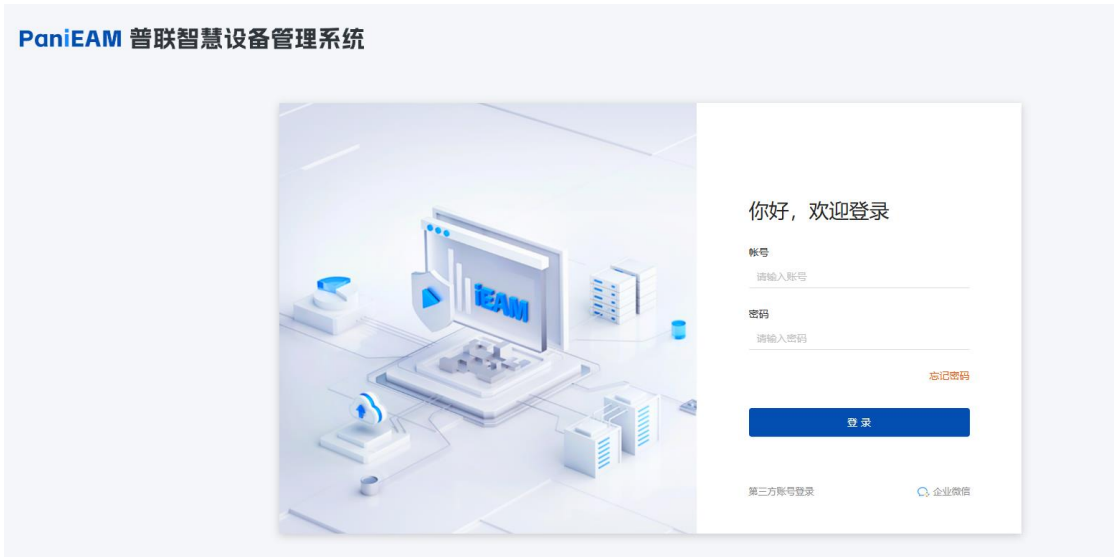 PaniEAM 普联智慧设备管理系统
iEAM
你好，欢迎登录
帐号
请输入账号
密码
请输入密码
忘记密码
登录
第三方账号登录 企业微信